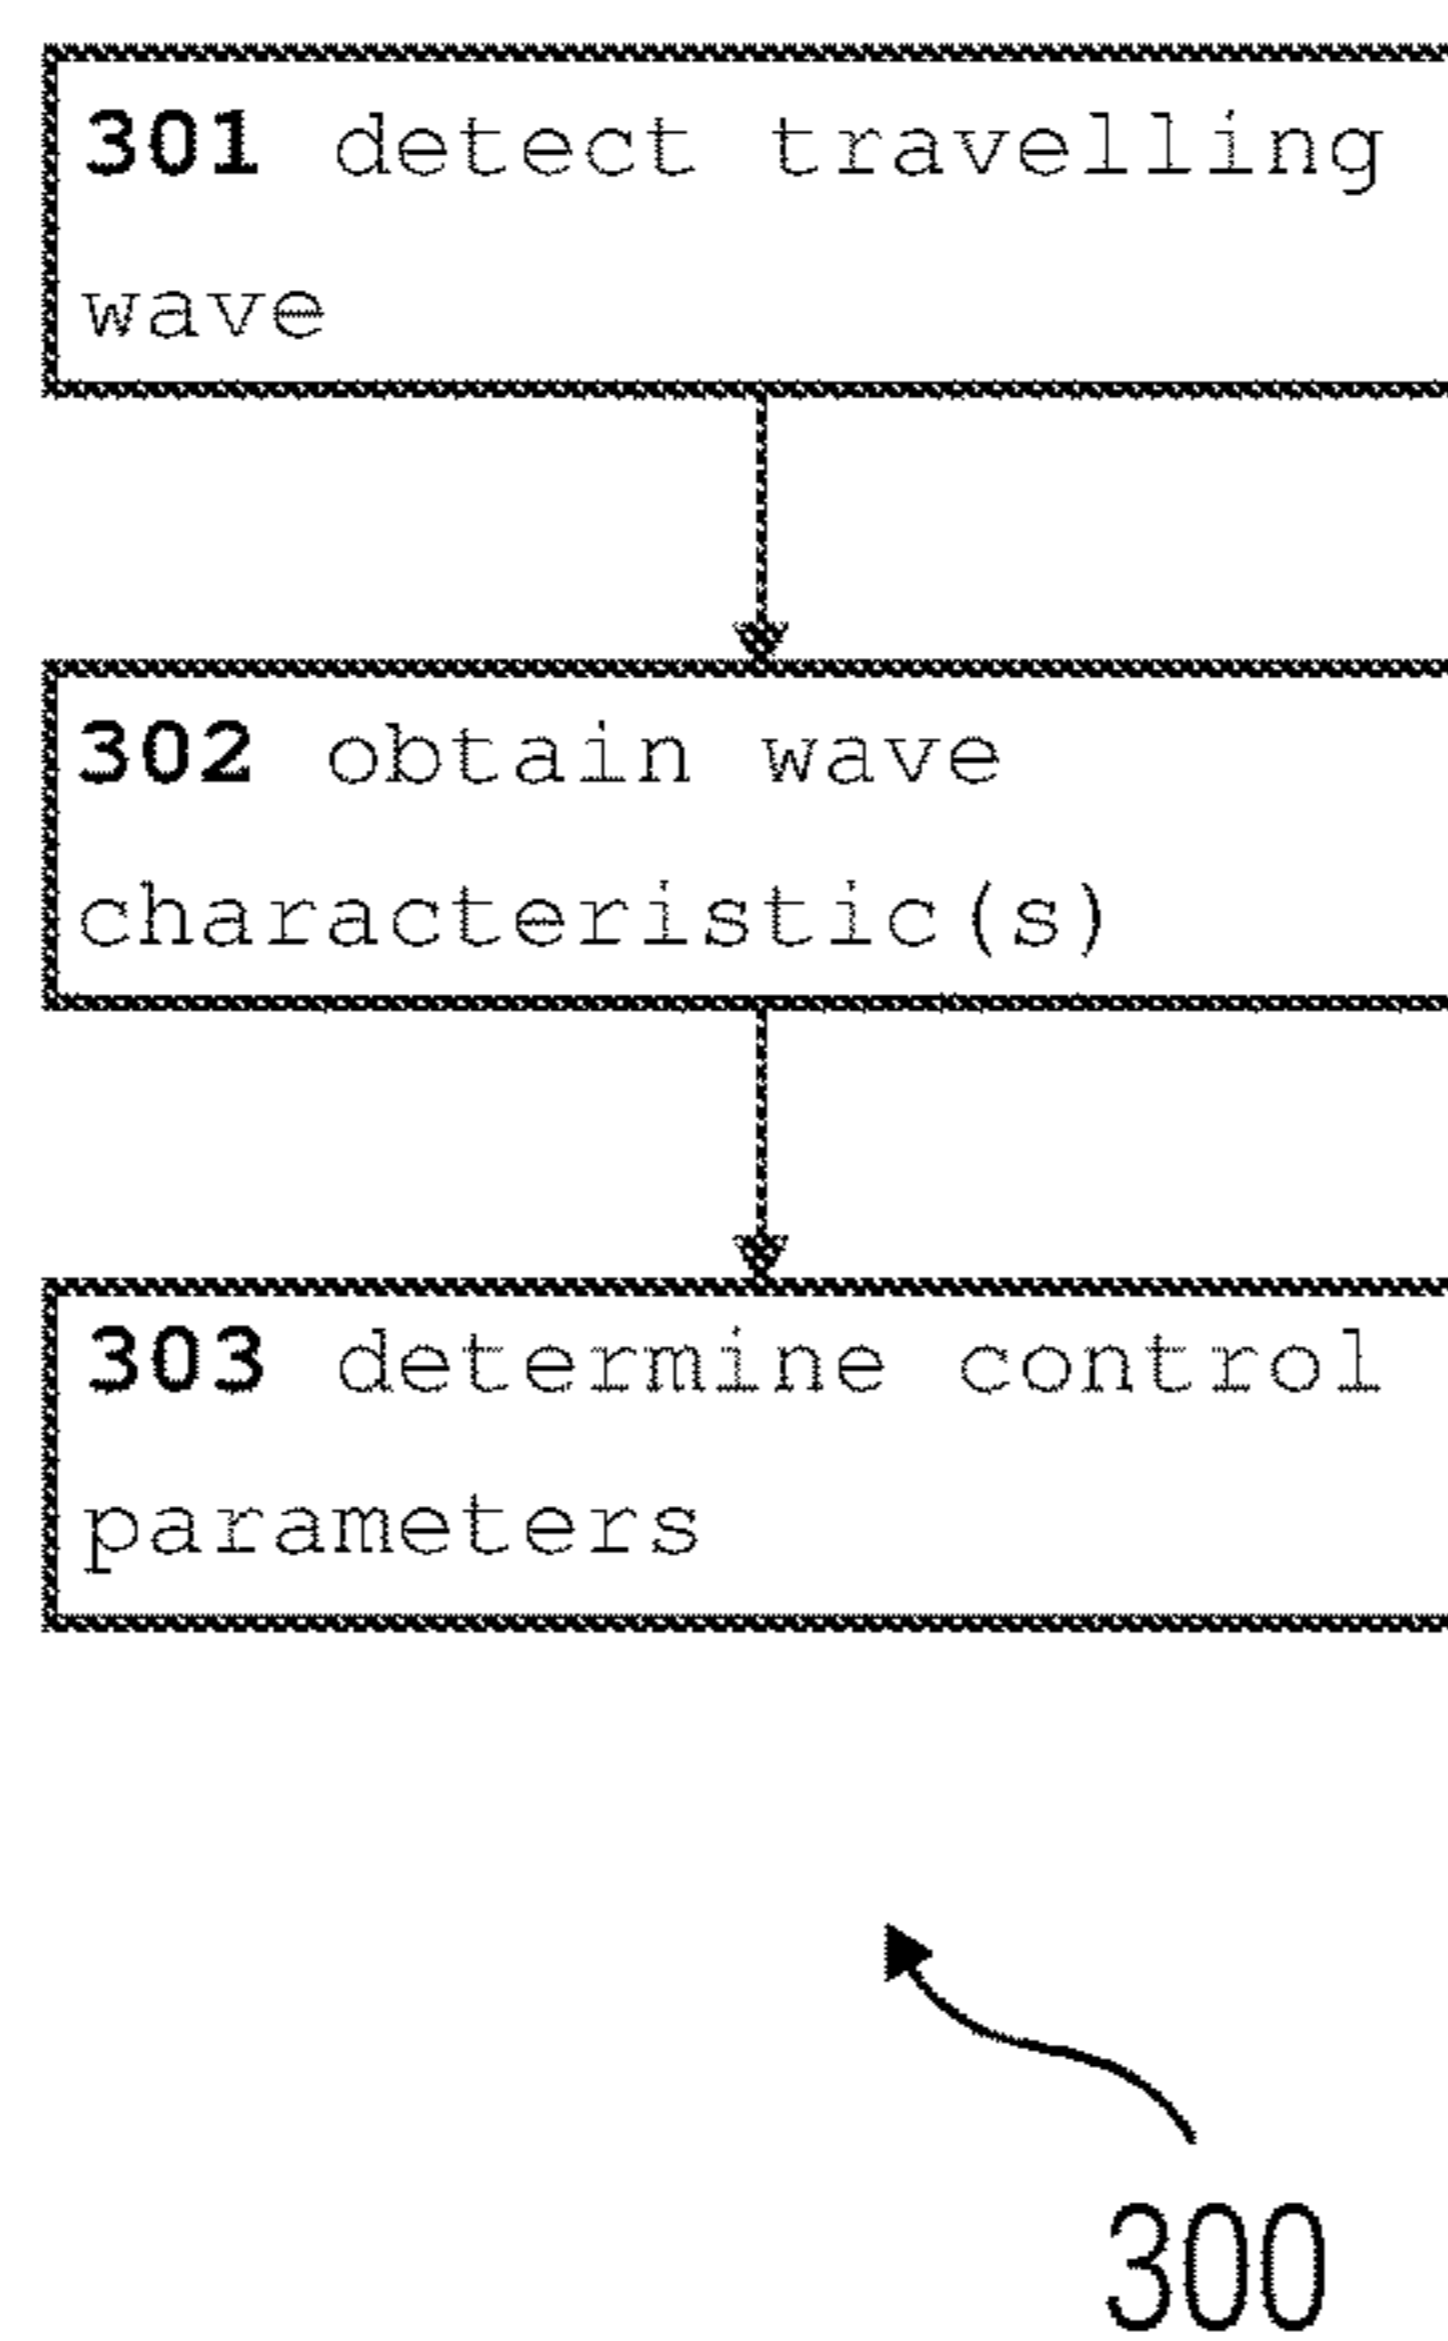 301 detect travelling
wave
302 obtain wave
characteristic(s)
303 determine control
parameters
300